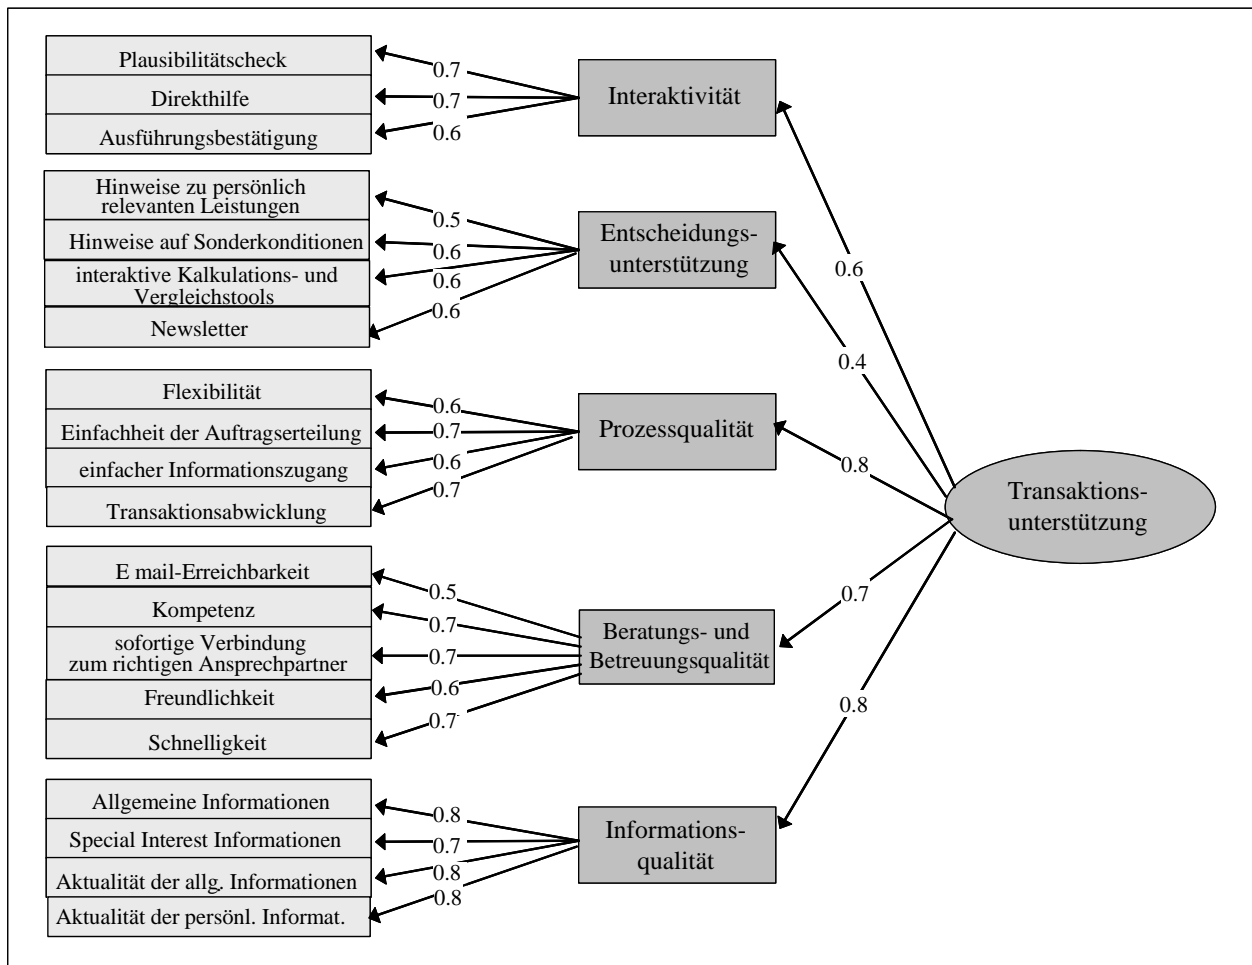 Plausibilitätscheck
Direkthilfe
Ausführungsbestätigung
0.7
0.7
0.6
Interaktivität
Hinweise zu persönlich
relevanten Leistungen
Hinweise auf Sonderkonditionen
interaktive Kalkulations- und
Vergleichstools
Newsletter
0.5
0.6
0.6
0.6
Entscheidungs-
unterstützung
Flexibilität
Einfachheit der Auftragserteilung
einfacher Informationszugang
Transaktionsabwicklung
0.6
0.7
0.6
0.7
Prozessqualität
E mail-Erreichbarkeit
Kompetenz
sofortige Verbindung
zum richtigen Ansprechpartner
Freundlichkeit
Schnelligkeit
0.5
0.7
0.7
0.6
0.7
Beratungs- und
Betreuungsqualität
Allgemeine Informationen
Special Interest Informationen
Aktualität der allg. Informationen
Aktualität der persönl. Informat.
0.8
0.7
0.8
0.8
Informations-
qualität
0.6
0.4
0.8
0.7
0.8
Transaktions-
unterstützung